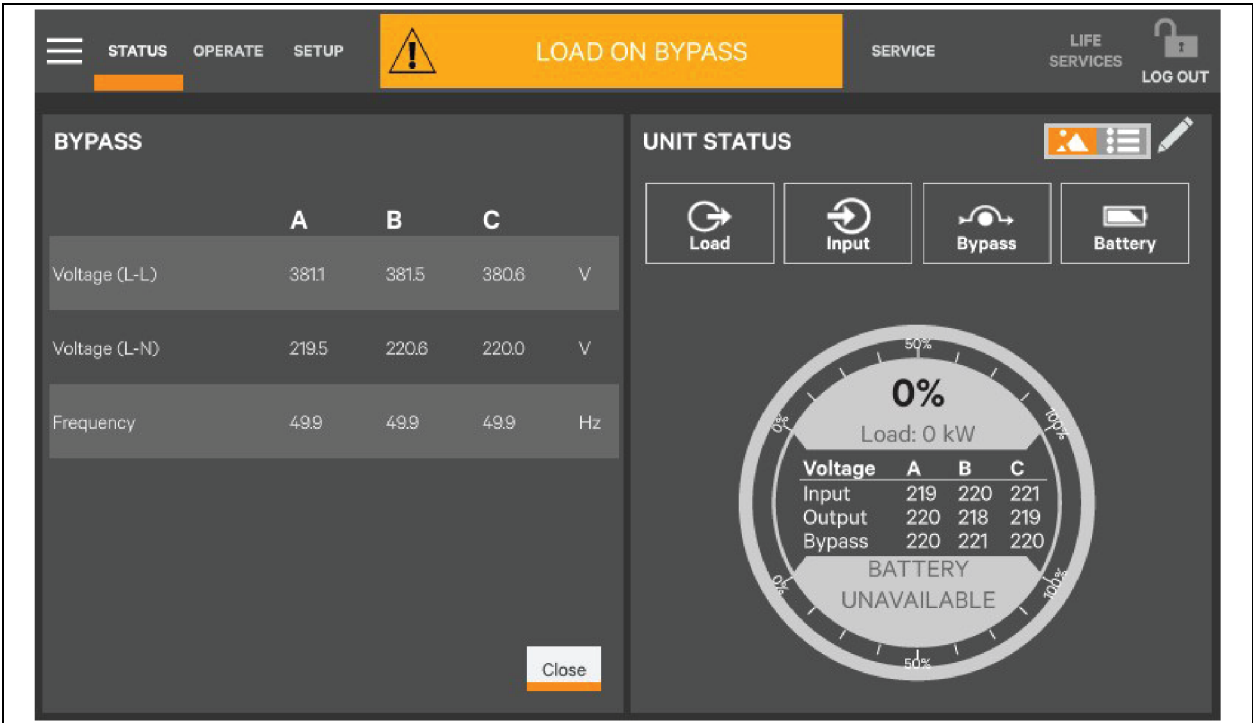 STATUS OPERATE SETUP LOAD ON BYPASS SERVICE LIFE SERVICES LOG OUT
BYPASS
A B C
Voltage (L-L) 381.1 381.5 380.6 V
Voltage (L-N) 219.5 220.6 220.0 V
Frequency 49.9 49.9 49.9 Hz
Close
UNIT STATUS
Load Input Bypass Battery
50%
0% 100%
0%
Load: 0 kW
Voltage A B C
Input 219 220 221
Output 220 218 219
Bypass 220 221 220
BATTERY
UNAVAILABLE
0% 100%
50%